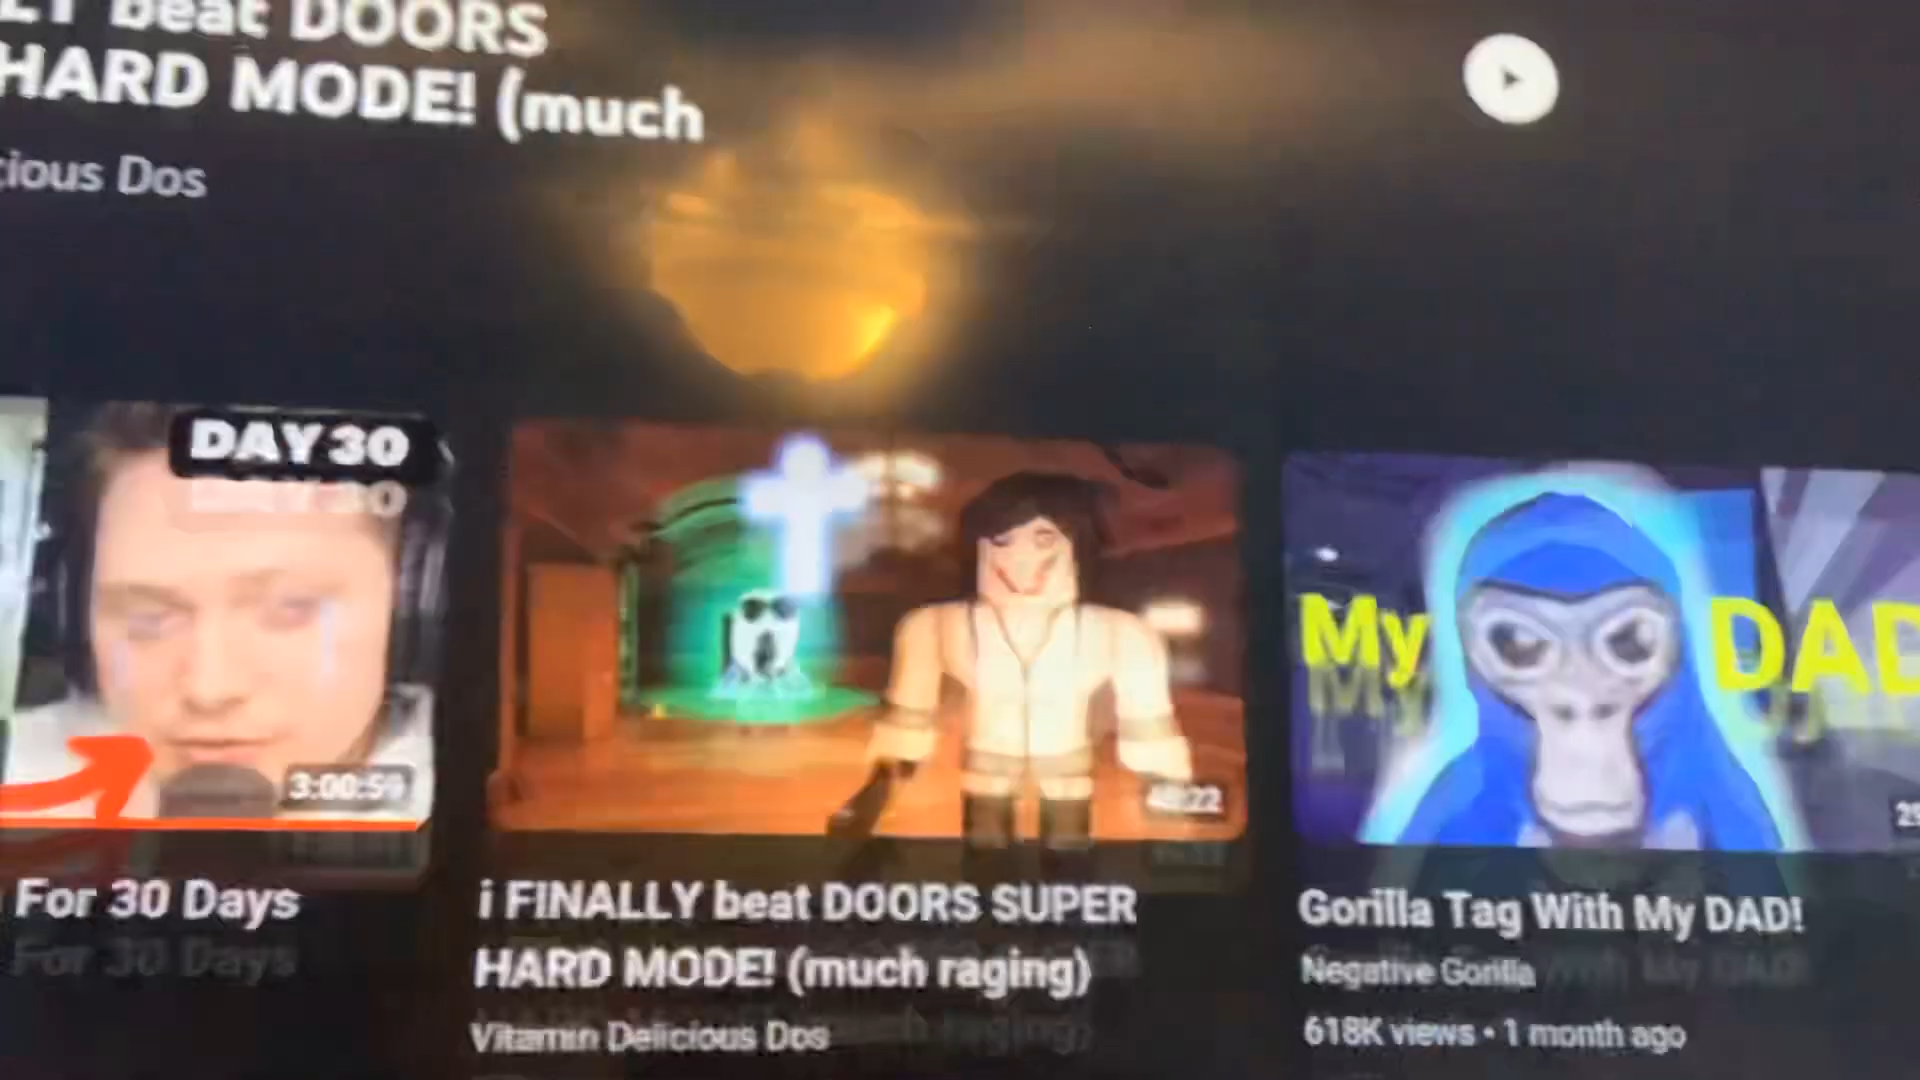 beat DOORS
HARD MODE! (much
cious Dos
DAY 30
3:00:59
For 30 Days
i FINALLY beat DOORS SUPER
HARD MODE! (much raging)
Vitamin Delicious Dos
My DAD
Gorilla Tag With My DAD!
Negative Gorilla
618K views • 1 month ago